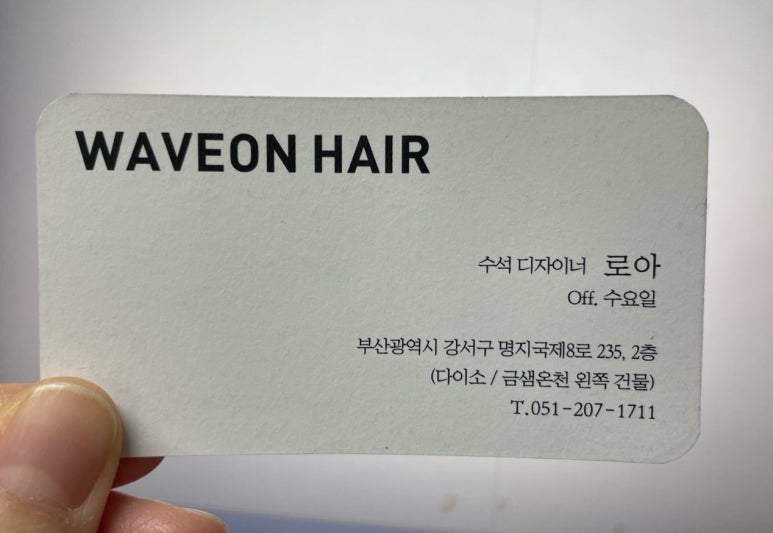 WAVEON HAIR
수석 디자이너 로아
Off. 수요일
부산광역시 강서구 명지국제8로 235, 2층
(다이소 / 금샘온천 왼쪽 건물)
T.051-207-1711